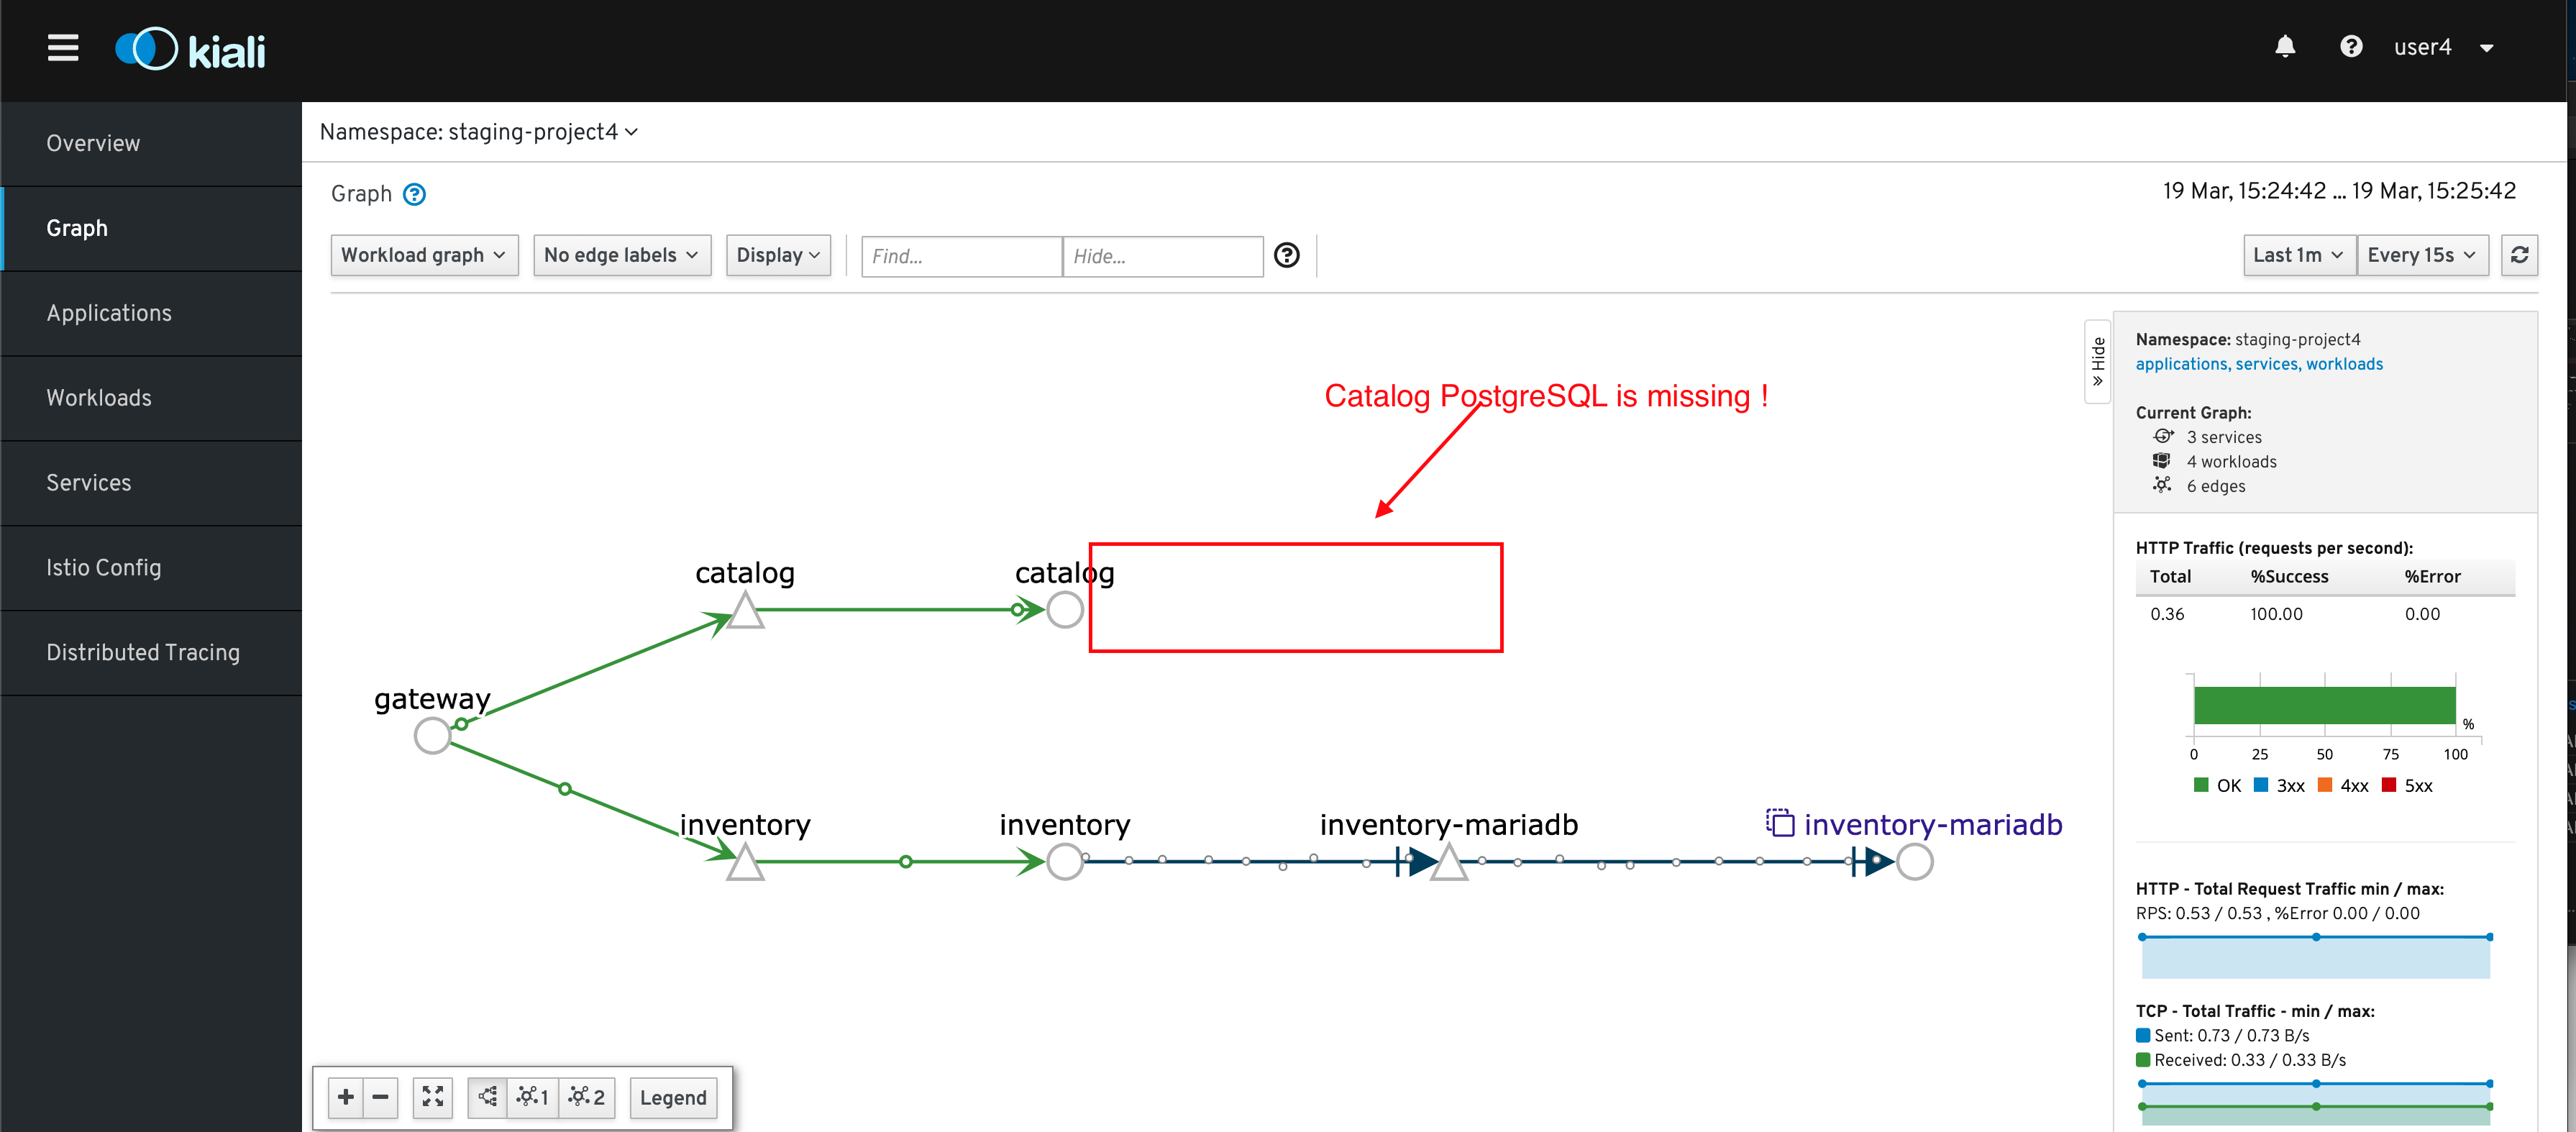 kiali
user4
Overview
Graph
Applications
Workloads
Services
Istio Config
Distributed Tracing
Namespace: staging-project4
Graph
19 Mar, 15:24:42 ... 19 Mar, 15:25:42
Workload graph
No edge labels
Display
Find...
Hide...
Last 1m
Every 15s
Catalog PostgreSQL is missing !
catalog
catalog
gateway
inventory
inventory
inventory-mariadb
inventory-mariadb
Legend
1
2
» Hide
Namespace: staging-project4
applications, services, workloads
Current Graph:
3 services
4 workloads
6 edges
HTTP Traffic (requests per second):
Total %Success %Error
0.36 100.00 0.00
%
0 25 50 75 100
OK 3xx 4xx 5xx
HTTP - Total Request Traffic min / max:
RPS: 0.53 / 0.53 , %Error 0.00 / 0.00
TCP - Total Traffic - min / max:
Sent: 0.73 / 0.73 B/s
Received: 0.33 / 0.33 B/s